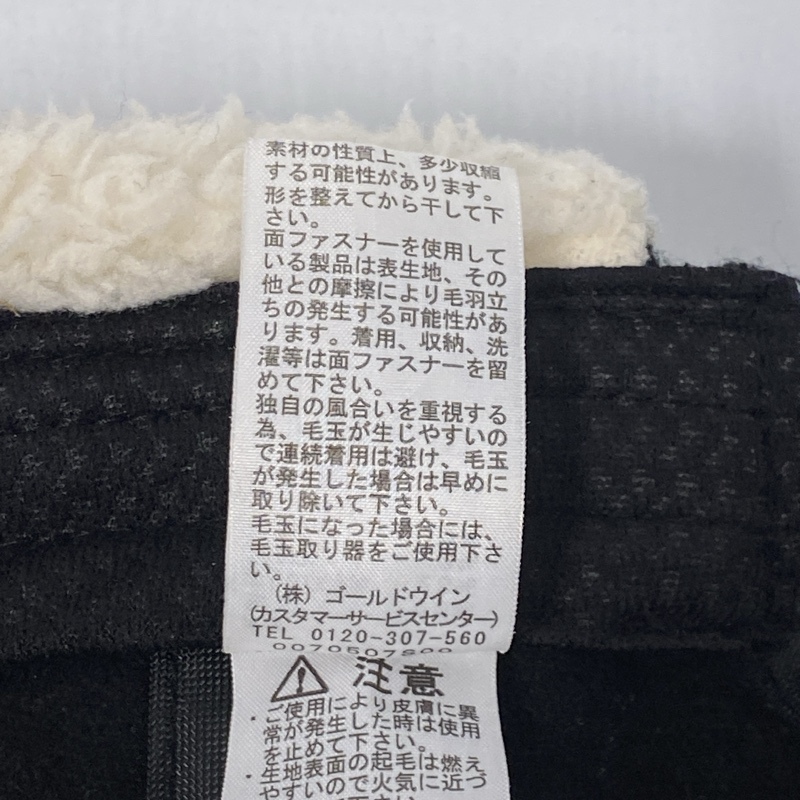 素材の性質上、多少収縮
する可能性があります。
形を整えてから干して下
さい。
面ファスナーを使用して
いる製品は表生地、その
他との摩擦により毛羽立
ちの発生する可能性があ
ります。着用、収納、洗
濯等は面ファスナーを留
めて下さい。
独自の風合いを重視する
為、毛玉が生じやすいの
で連続着用は避け、毛玉
が発生した場合は早めに
取り除いて下さい。
毛玉になった場合には、
毛玉取り器をご使用下さ
い。
(株) ゴールドウイン
(カスタマーサービスセンター)
TEL 0120-307-560
注意
・ご使用により皮膚に異
常が発生した時は使用
を止めて下さい。
・生地表面の起毛は燃え
やすいので火気に近づ